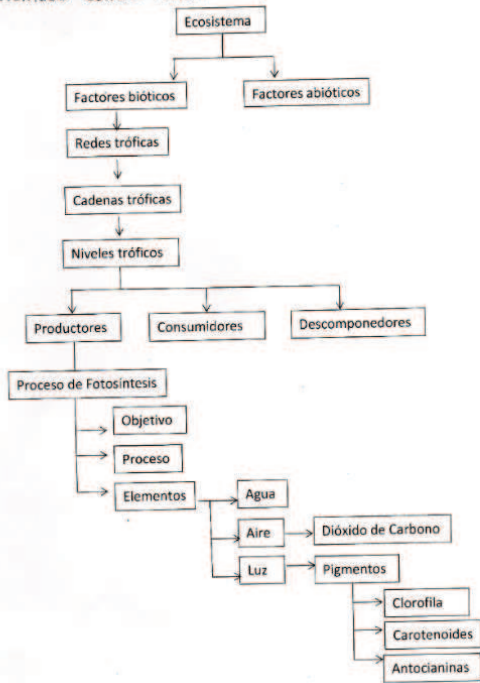 Ecosistema
Factores bióticos
Factores abióticos
Redes tróficas
Cadenas tróficas
Niveles tróficos
Productores
Consumidores
Descomponedores
Proceso de Fotosíntesis
Objetivo
Proceso
Elementos
Agua
Aire
Dióxido de Carbono
Luz
Pigmentos
Clorofila
Carotenoides
Antocianinas